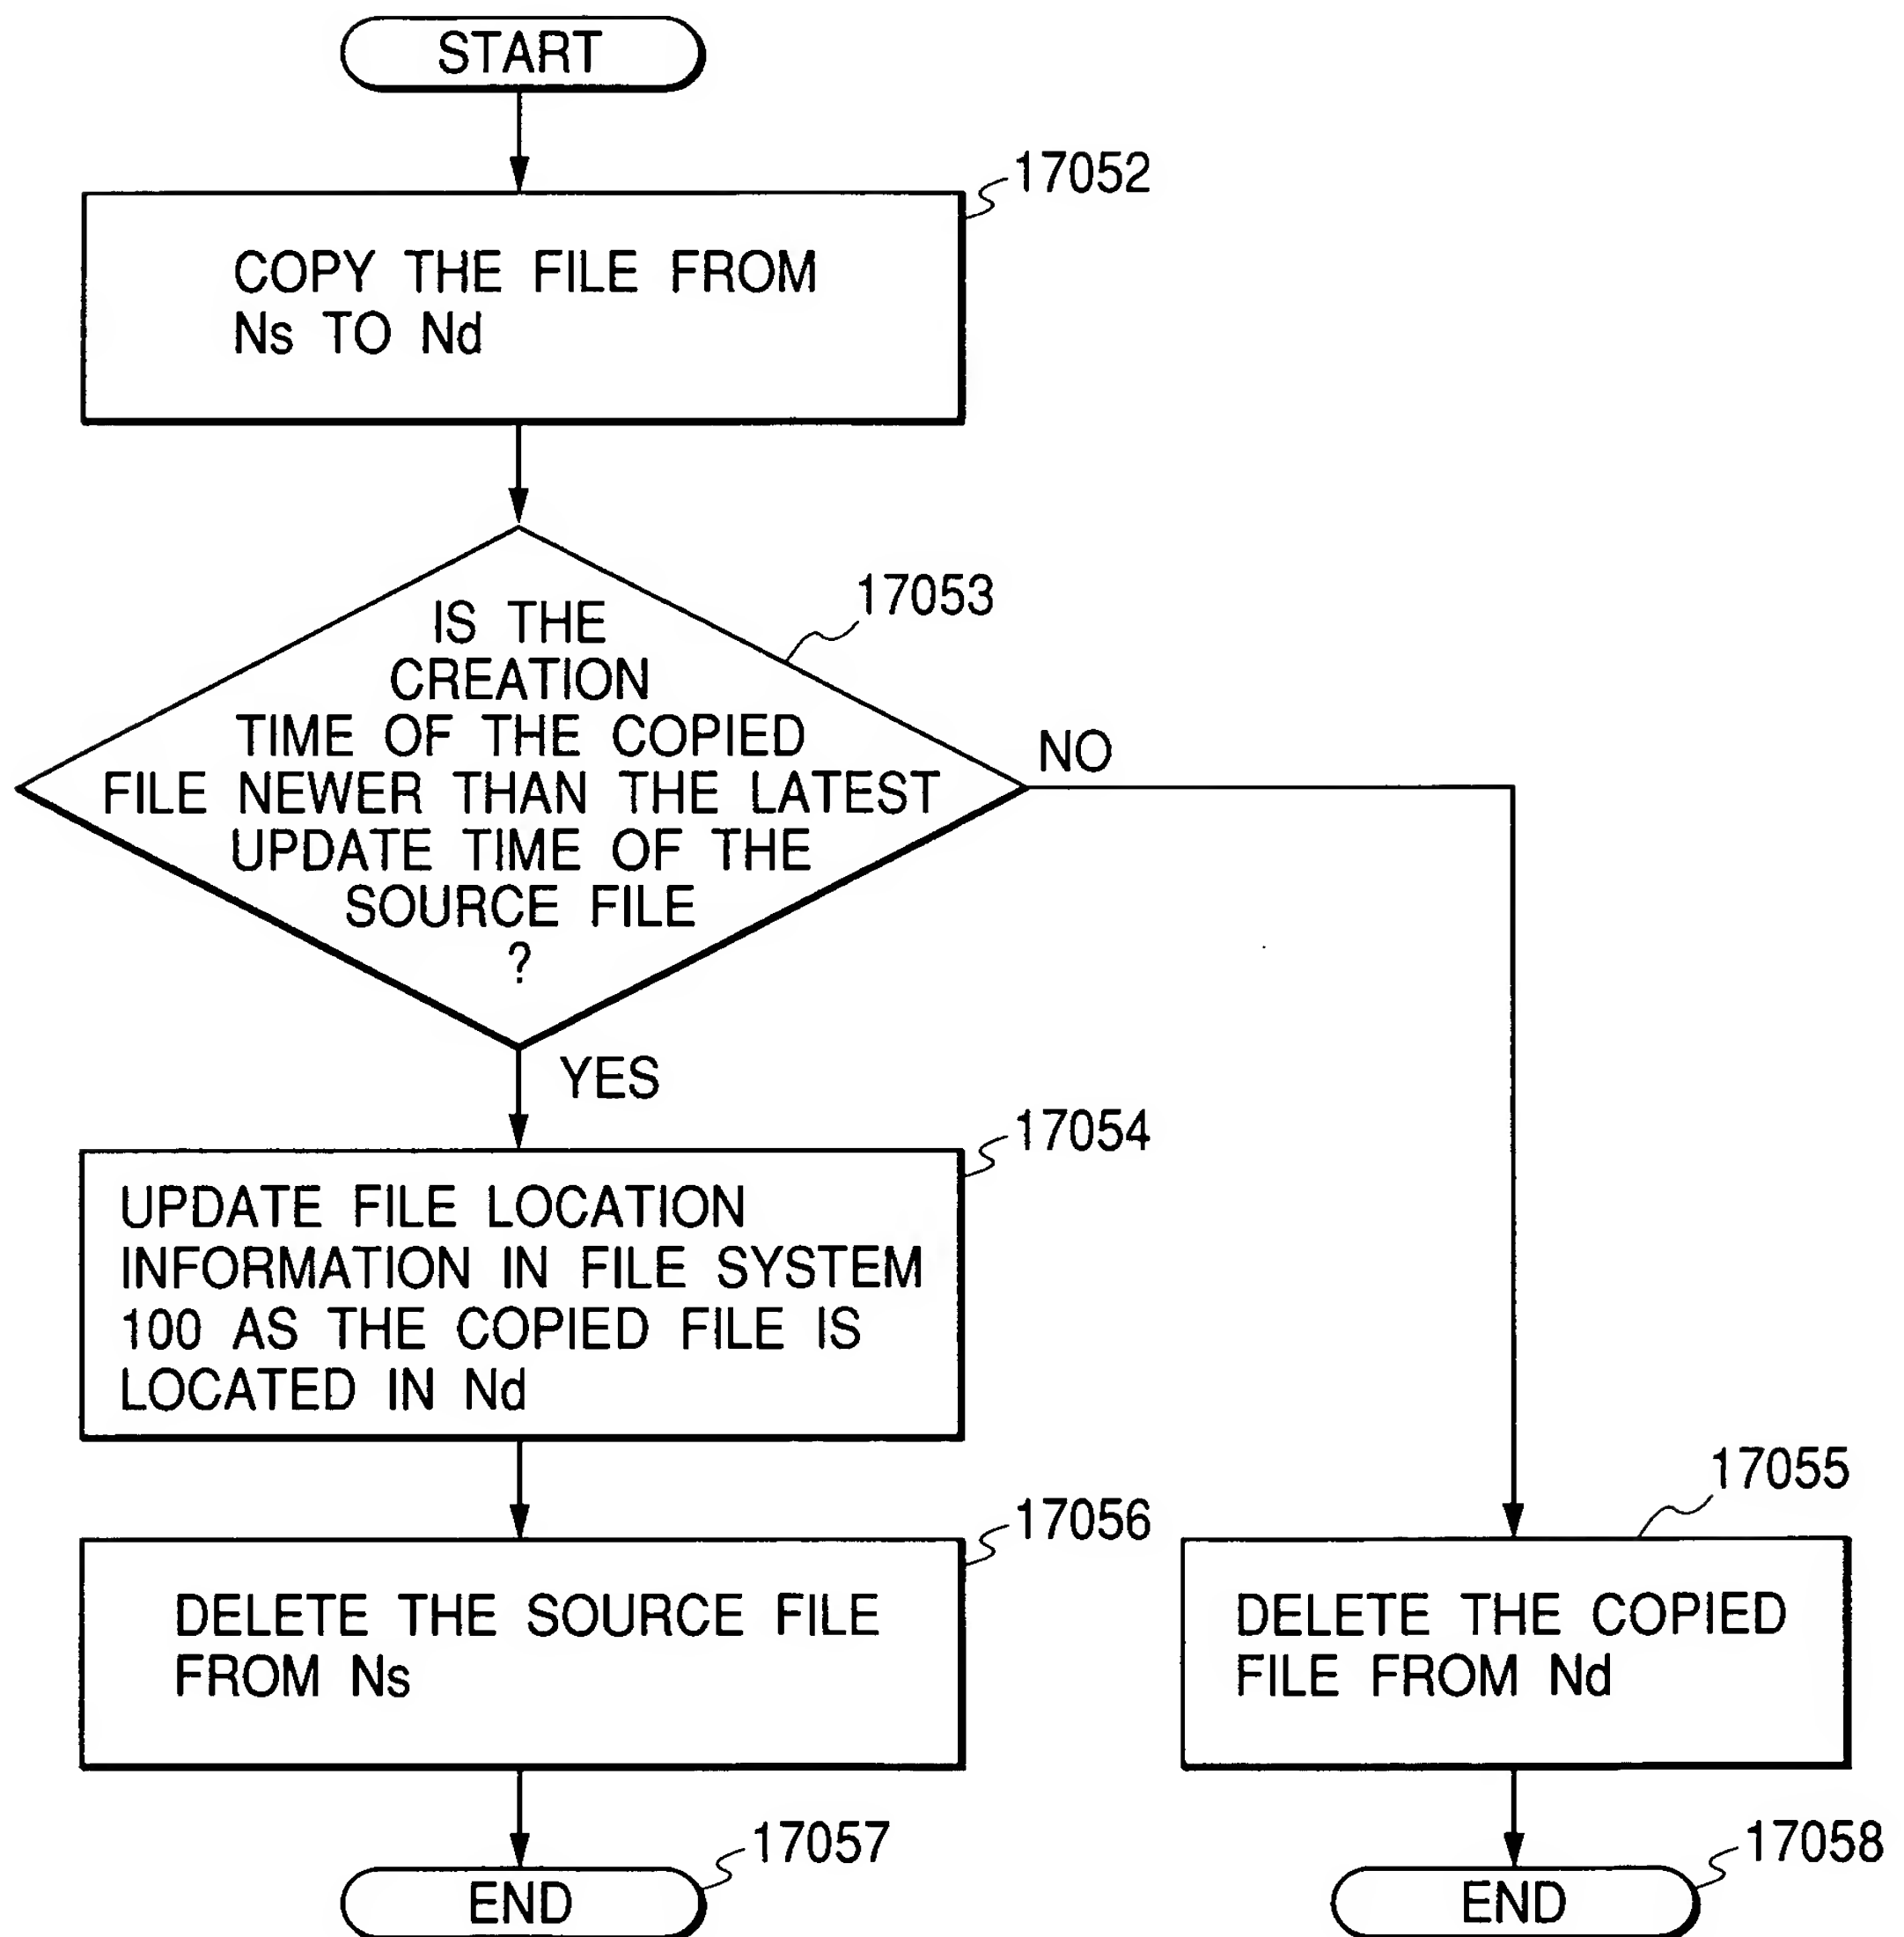 START
17052
COPY THE FILE FROM
Ns TO Nd
17053
IS THE
CREATION
TIME OF THE COPIED
FILE NEWER THAN THE LATEST
UPDATE TIME OF THE
SOURCE FILE
?
NO
YES
17054
UPDATE FILE LOCATION
INFORMATION IN FILE SYSTEM
100 AS THE COPIED FILE IS
LOCATED IN Nd
17055
17056
DELETE THE SOURCE FILE
FROM Ns
DELETE THE COPIED
FILE FROM Nd
17057
END
17058
END